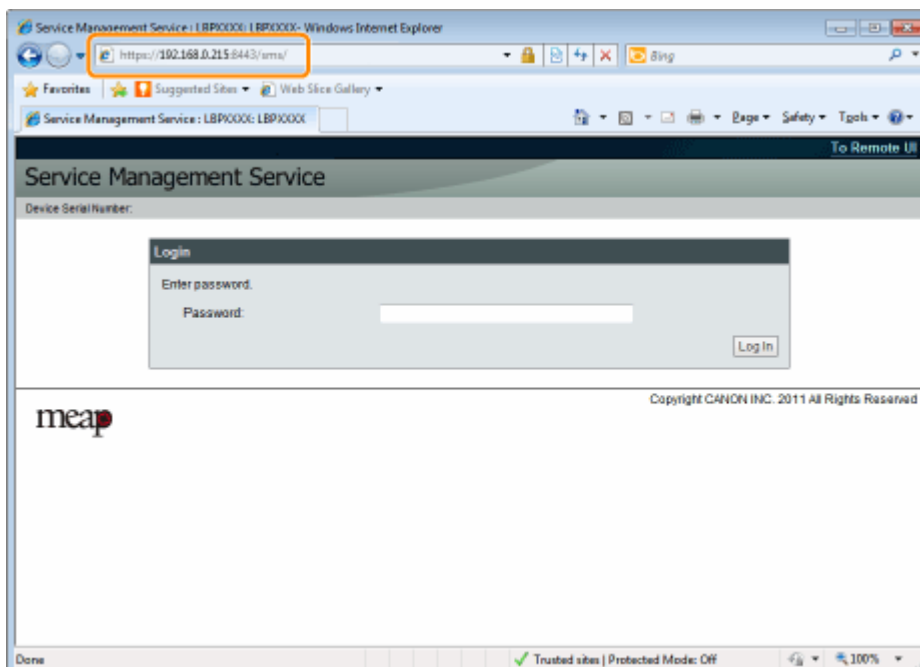 Service Management Service : LBPXXXX: LBPXXXX - Windows Internet Explorer
https://192.168.0.215:8443/sms/
Bing
Favorites Suggested Sites Web Slice Gallery
Service Management Service : LBPXXXX: LBPXXXX
Page Safety Tools
To Remote UI
Service Management Service
Device Serial Number:
Login
Enter password.
Password:
Log In
Copyright CANON INC. 2011 All Rights Reserved
meap
Done
Trusted sites | Protected Mode: Off
100%